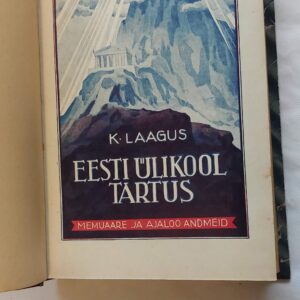 K. LAAGUS
EESTI ÜLIKOOL
TARTUS
MEMUAARE JA AJALOO ANDMEID